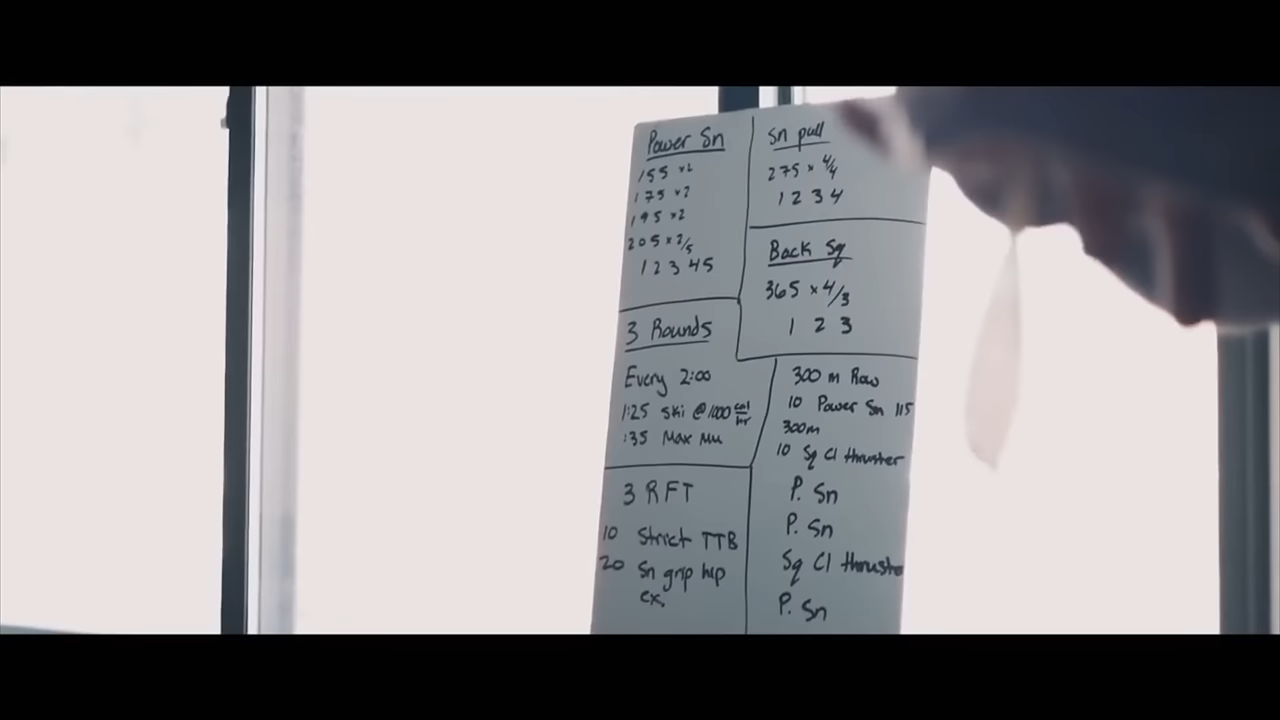 Power Sn
155 x2
175 x2
195 x2
205 x 2/5
1 2 3 4 5
3 Rounds
Every 2:00
1:25 Ski @ 1000 cal/hr
:35 Max Mu
3 RFT
10 Strict TTB
20 Sn grip hip
ex.
Sn pull
275 x 4/4
1 2 3 4
Back Sq
365 x 4/3
1 2 3
300 m Row
10 Power Sn 115
300m
10 Sq Cl thruster
P. Sn
P. Sn
Sq Cl thruster
P. Sn